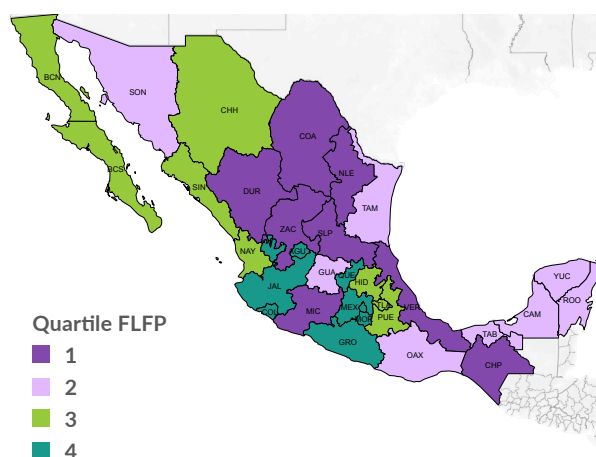 BCN
SON
CHH
COA
BCS
NLE
SIN
DUR
TAM
ZAC
SLP
NAY
AGU
GUA
QUE
HID
JAL
YUC
ROO
CAM
COL
MIC
MEX
TLA
VER
MOR
PUE
TAB
GRO
OAX
CHP
Quartile FLFP
1
2
3
4